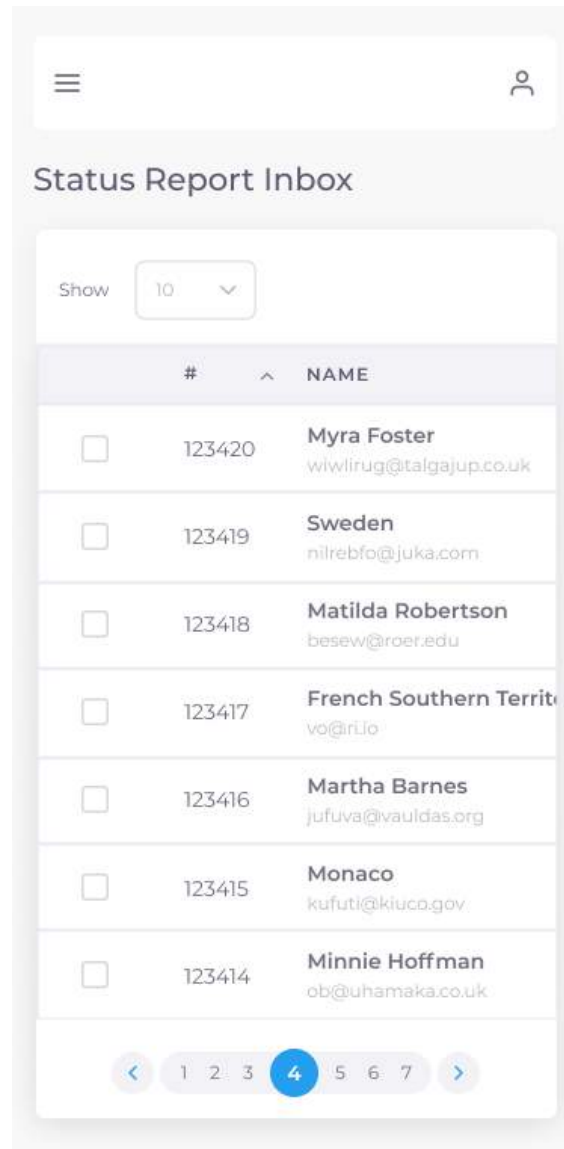 Status Report Inbox
Show 10
# NAME
123420 Myra Foster
wiwlirug@talgajup.co.uk
123419 Sweden
nilrebfo@juka.com
123418 Matilda Robertson
besew@roer.edu
123417 French Southern Territ
vo@ri.io
123416 Martha Barnes
jufuva@vauldas.org
123415 Monaco
kufuti@kiuco.gov
123414 Minnie Hoffman
ob@uhamaka.co.uk
1 2 3 4 5 6 7